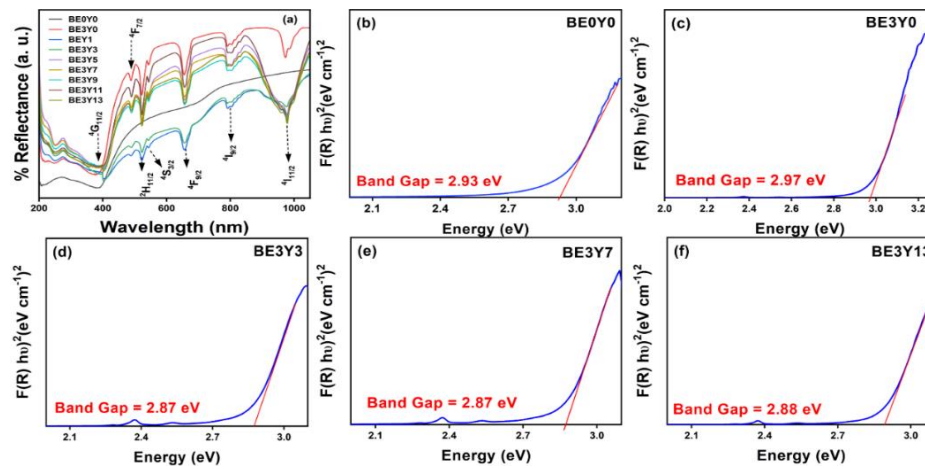 (a)
BE0Y0
BE3Y0
BEY1
BE3Y3
BE3Y5
BE3Y7
BE3Y9
BE3Y11
BE3Y13
⁴F₇/₂
⁴G₁₁/₂
²H₁₁/₂
⁴S₃/₂
⁴F₉/₂
⁴I₉/₂
⁴I₁₁/₂
% Reflectance (a. u.)
200 400 600 800 1000
Wavelength (nm)
(b) BE0Y0
F(R) hυ)²(eV cm⁻¹)²
Band Gap = 2.93 eV
2.1 2.4 2.7 3.0
Energy (eV)
(c) BE3Y0
F(R) hυ)²(eV cm⁻¹)²
Band Gap = 2.97 eV
2.0 2.2 2.4 2.6 2.8 3.0 3.2
Energy (eV)
(d) BE3Y3
F(R) hυ)²(eV cm⁻¹)²
Band Gap = 2.87 eV
2.1 2.4 2.7 3.0
Energy (eV)
(e) BE3Y7
F(R) hυ)²(eV cm⁻¹)²
Band Gap = 2.87 eV
2.1 2.4 2.7 3.0
Energy (eV)
(f) BE3Y13
F(R) hυ)²(eV cm⁻¹)²
Band Gap = 2.88 eV
2.1 2.4 2.7 3.0
Energy (eV)